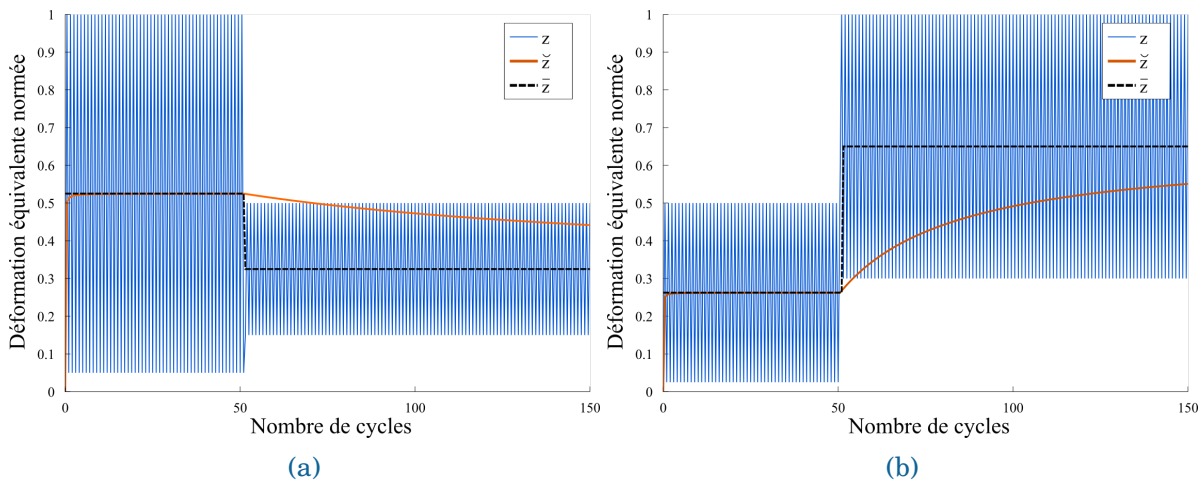 1
0.9
0.8
0.7
0.6
0.5
0.4
0.3
0.2
0.1
0
Déformation équivalente normée
z
z̆
z̄
0
50
100
150
Nombre de cycles
(a)
1
0.9
0.8
0.7
0.6
0.5
0.4
0.3
0.2
0.1
0
Déformation équivalente normée
z
z̆
z̄
0
50
100
150
Nombre de cycles
(b)